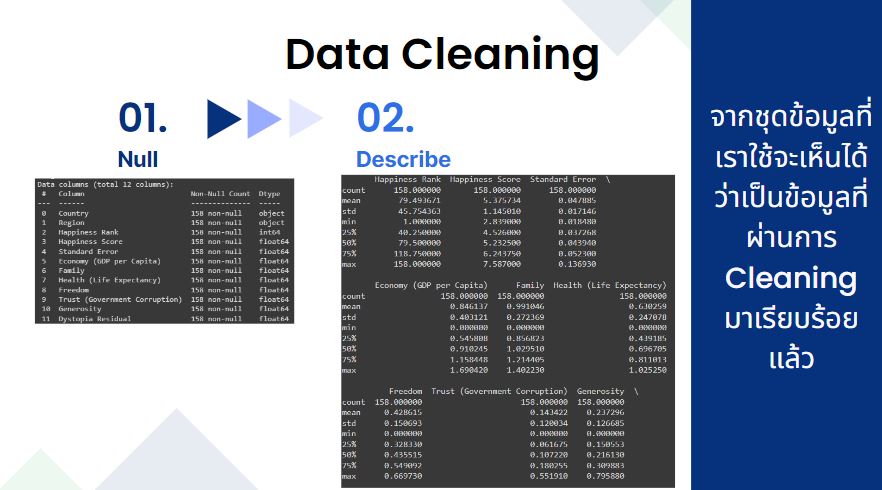 Data Cleaning
01.
Null
Data columns (total 12 columns):
 #   Column                         Non-Null Count  Dtype
---  ------                         --------------  -----
 0   Country                        158 non-null    object
 1   Region                         158 non-null    object
 2   Happiness Rank                 158 non-null    int64
 3   Happiness Score                158 non-null    float64
 4   Standard Error                 158 non-null    float64
 5   Economy (GDP per Capita)       158 non-null    float64
 6   Family                         158 non-null    float64
 7   Health (Life Expectancy)       158 non-null    float64
 8   Freedom                        158 non-null    float64
 9   Trust (Government Corruption)  158 non-null    float64
 10  Generosity                     158 non-null    float64
 11  Dystopia Residual              158 non-null    float64
02.
Describe
Happiness Rank  Happiness Score  Standard Error  \
count 158.000000 158.000000 158.000000
mean 79.493671 5.375734 0.047885
std 45.754363 1.145010 0.017146
min 1.000000 2.839000 0.018480
25% 40.250000 4.526000 0.037268
50% 79.500000 5.232500 0.043940
75% 118.750000 6.243750 0.052300
max 158.000000 7.587000 0.136930
Economy (GDP per Capita)  Family  Health (Life Expectancy)
count 158.000000 158.000000 158.000000
mean 0.846137 0.991046 0.630259
std 0.403121 0.272369 0.247078
min 0.000000 0.000000 0.000000
25% 0.545808 0.856823 0.439185
50% 0.910245 1.029510 0.696705
75% 1.158448 1.214405 0.811013
max 1.690420 1.402230 1.025250
Freedom  Trust (Government Corruption)  Generosity  \
count 158.000000 158.000000 158.000000
mean 0.428615 0.143422 0.237296
std 0.150693 0.120034 0.126685
min 0.000000 0.000000 0.000000
25% 0.328330 0.061675 0.150553
50% 0.435515 0.107220 0.216130
75% 0.549092 0.180255 0.309883
max 0.669730 0.551910 0.795880
จากชุดข้อมูลที่
เราใช้จะเห็นได้
ว่าเป็นข้อมูลที่
ผ่านการ
Cleaning
มาเรียบร้อย
แล้ว